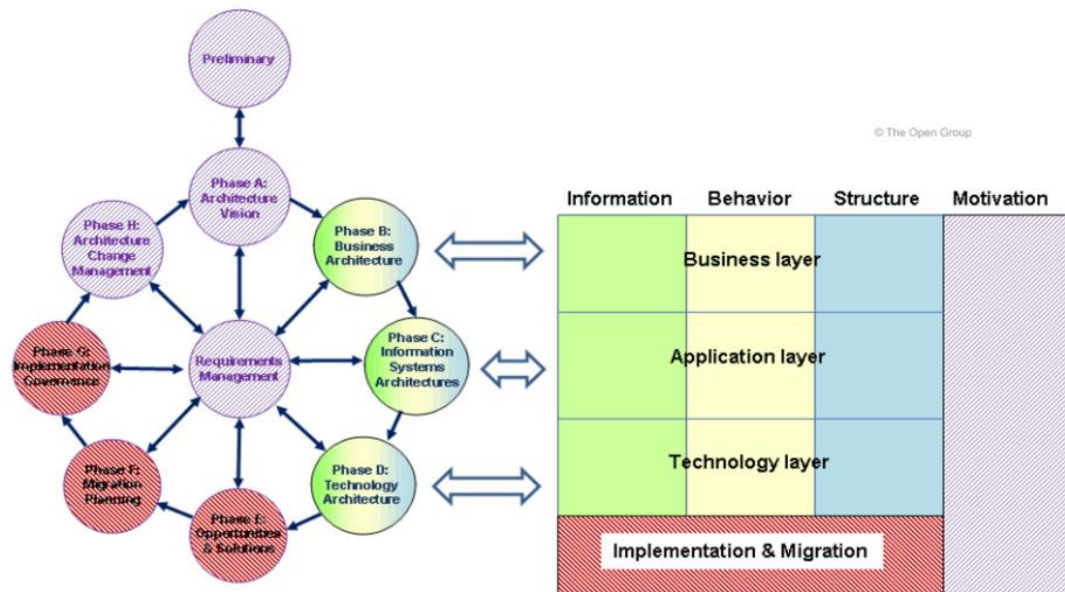 Preliminary
© The Open Group
Phase A:
Architecture
Vision
Information
Behavior
Structure
Motivation
Phase H:
Architecture
Change
Management
Phase B:
Business
Architecture
Business layer
Phase G:
Implementation
Governance
Requirements
Management
Phase C:
Information
Systems
Architectures
Application layer
Phase F:
Migration
Planning
Phase D:
Technology
Architecture
Technology layer
Phase E:
Opportunities
& Solutions
Implementation & Migration